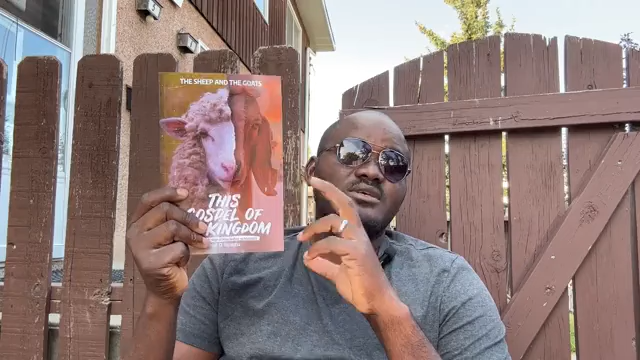 THE SHEEP AND THE GOATS
THIS
GOSPEL OF
KINGDOM